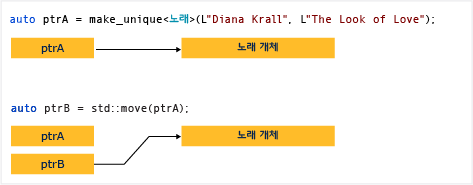 auto ptrA = make_unique<노래>(L"Diana Krall", L"The Look of Love");
ptrA 노래 개체
auto ptrB = std::move(ptrA);
ptrA 노래 개체
ptrB